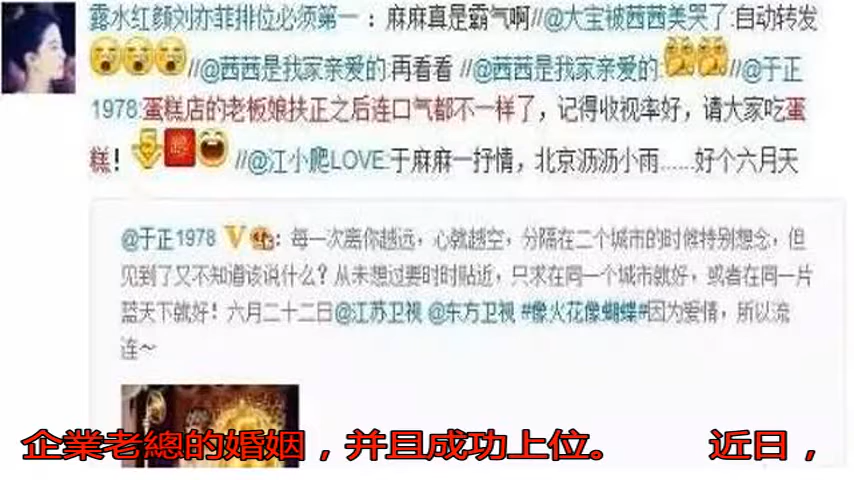 露水红颜刘亦菲排位必须第一：麻麻真是霸气啊//@大宝被茜茜美哭了:自动转发
//@茜茜是我家亲爱的:再看看 //@茜茜是我家亲爱的: //@于正
1978:蛋糕店的老板娘扶正之后连口气都不一样了，记得收视率好，请大家吃蛋
糕！ //@江小爬LOVE:于麻麻一抒情，北京沥沥小雨......好个六月天
@于正1978 V ：每一次离你越远，心就越空，分隔在二个城市的时候特别想念，但
见到了又不知道该说什么？从未想过要时时贴近，只求在同一个城市就好，或者在同一片
蓝天下就好！六月二十二日@江苏卫视 @东方卫视 #像火花像蝴蝶#因为爱情，所以流
连~
企業老總的婚姻，并且成功上位。 近日，